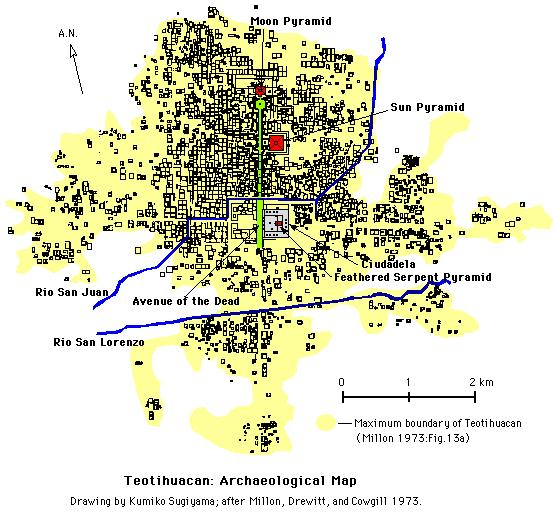 Moon Pyramid
A.N.
Sun Pyramid
Ciudadela
Feathered Serpent Pyramid
Rio San Juan
Avenue of the Dead
Rio San Lorenzo
0 1 2 km
Maximum boundary of Teotihuacan
(Millon 1973:Fig.13a)
Teotihuacan: Archaeological Map
Drawing by Kumiko Sugiyama; after Millon, Drewitt, and Cowgill 1973.